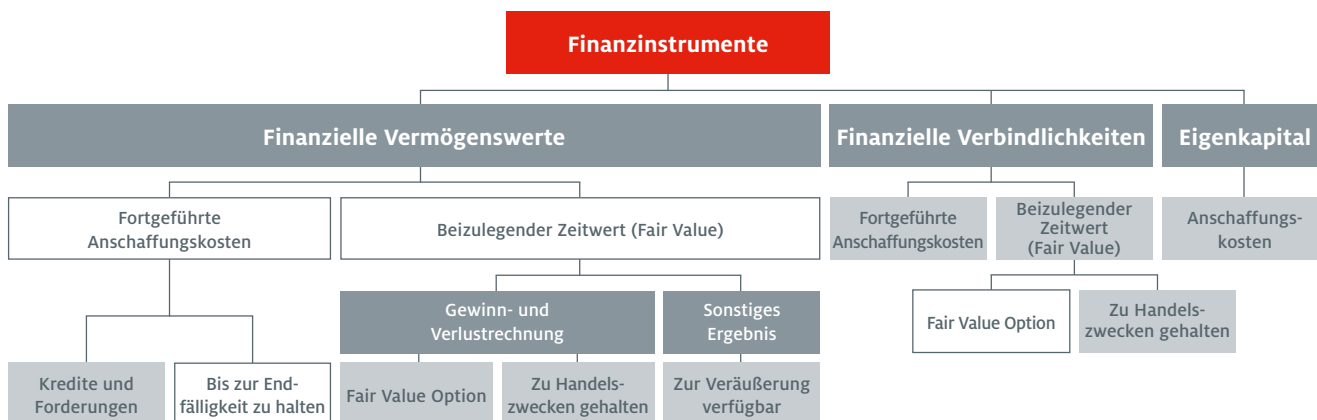 Finanzinstrumente
Finanzielle Vermögenswerte
Finanzielle Verbindlichkeiten
Eigenkapital
Fortgeführte
Anschaffungskosten
Beizulegender Zeitwert (Fair Value)
Fortgeführte
Anschaffungskosten
Beizulegender
Zeitwert
(Fair Value)
Anschaffungs-
kosten
Gewinn- und
Verlustrechnung
Sonstiges
Ergebnis
Fair Value Option
Zu Handels-
zwecken gehalten
Kredite und
Forderungen
Bis zur End-
fälligkeit zu halten
Fair Value Option
Zu Handels-
zwecken gehalten
Zur Veräußerung
verfügbar